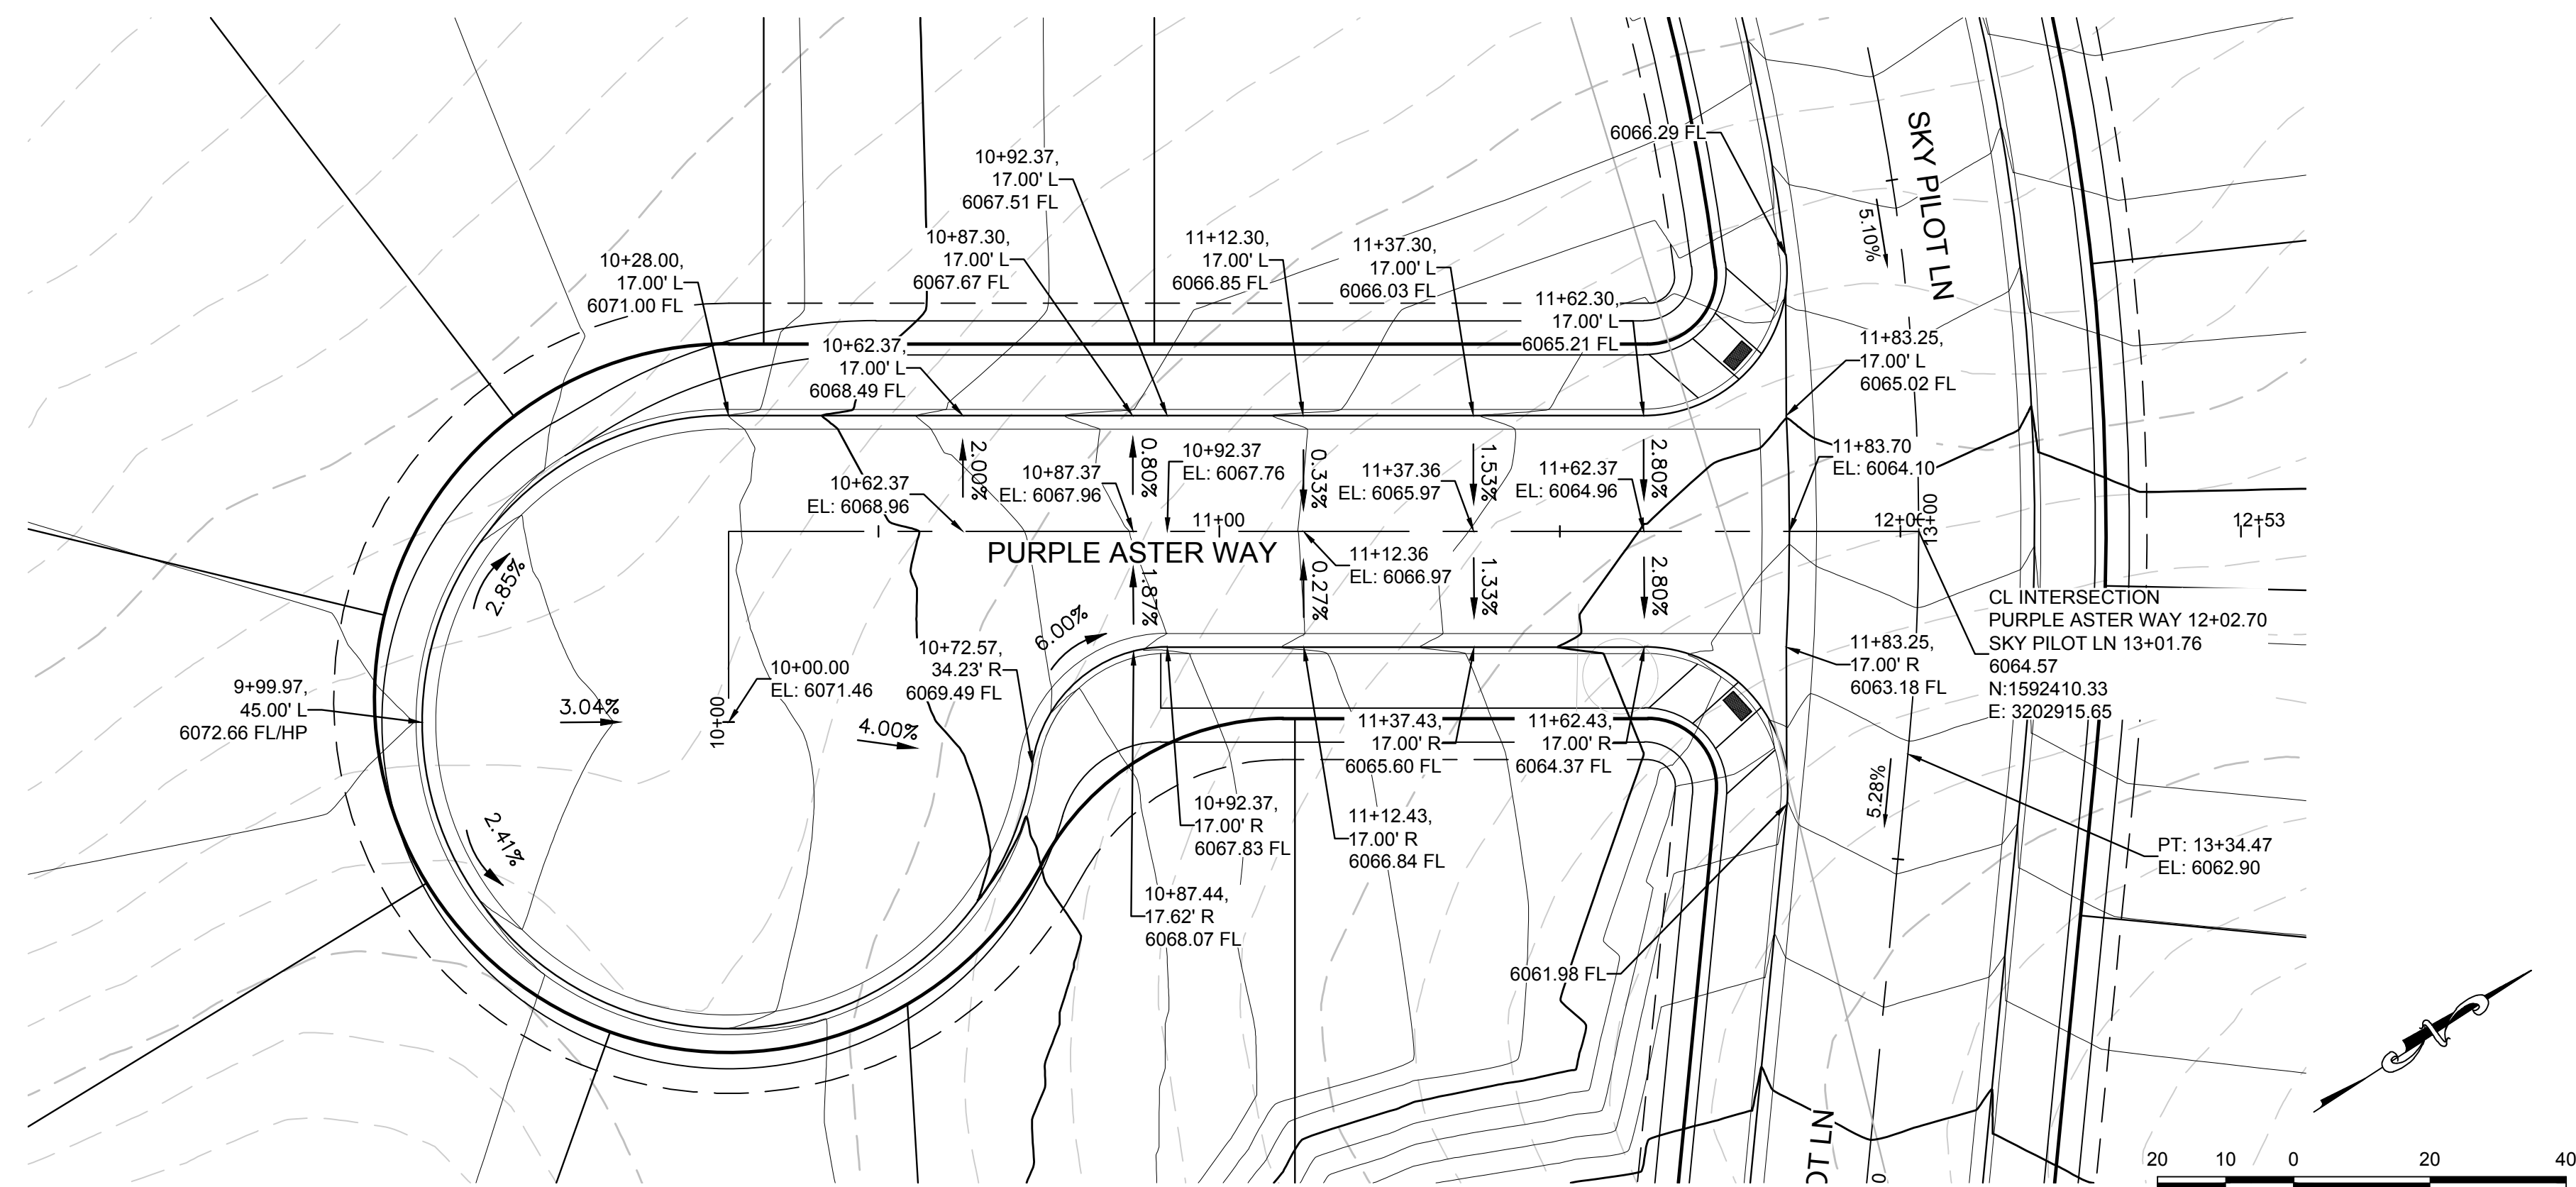 6066.29 FL
SKY PILOT LN
5.10%
10+92.37,
17.00' L
6067.51 FL
10+87.30,
17.00' L
6067.67 FL
11+12.30,
17.00' L
6066.85 FL
11+37.30,
17.00' L
6066.03 FL
10+28.00,
17.00' L
6071.00 FL
11+62.30,
17.00' L
6065.21 FL
10+62.37,
17.00' L
6068.49 FL
11+83.25,
17.00' L
6065.02 FL
2.00%
0.80%
10+92.37
EL: 6067.76
0.33%
11+37.36
EL: 6065.97
1.53%
11+62.37
EL: 6064.96
2.80%
11+83.70
EL: 6064.10
10+62.37
EL: 6068.96
10+87.37
EL: 6067.96
11+00
13+00
12+53
PURPLE ASTER WAY
11+12.36
EL: 6066.97
1.87%
0.27%
1.33%
2.80%
2.85%
6.00%
CL INTERSECTION
PURPLE ASTER WAY 12+02.70
SKY PILOT LN 13+01.76
6064.57
N:1592410.33
E: 3202915.65
10+72.57,
34.23' R
6069.49 FL
11+83.25,
17.00' R
6063.18 FL
10+00.00
EL: 6071.46
10+00
9+99.97,
45.00' L
6072.66 FL/HP
3.04%
4.00%
11+37.43,
17.00' R
6065.60 FL
11+62.43,
17.00' R
6064.37 FL
5.28%
10+92.37,
17.00' R
6067.83 FL
11+12.43,
17.00' R
6066.84 FL
2.41%
PT: 13+34.47
EL: 6062.90
10+87.44,
17.62' R
6068.07 FL
6061.98 FL
OT LN
0
20 10 0 20 40